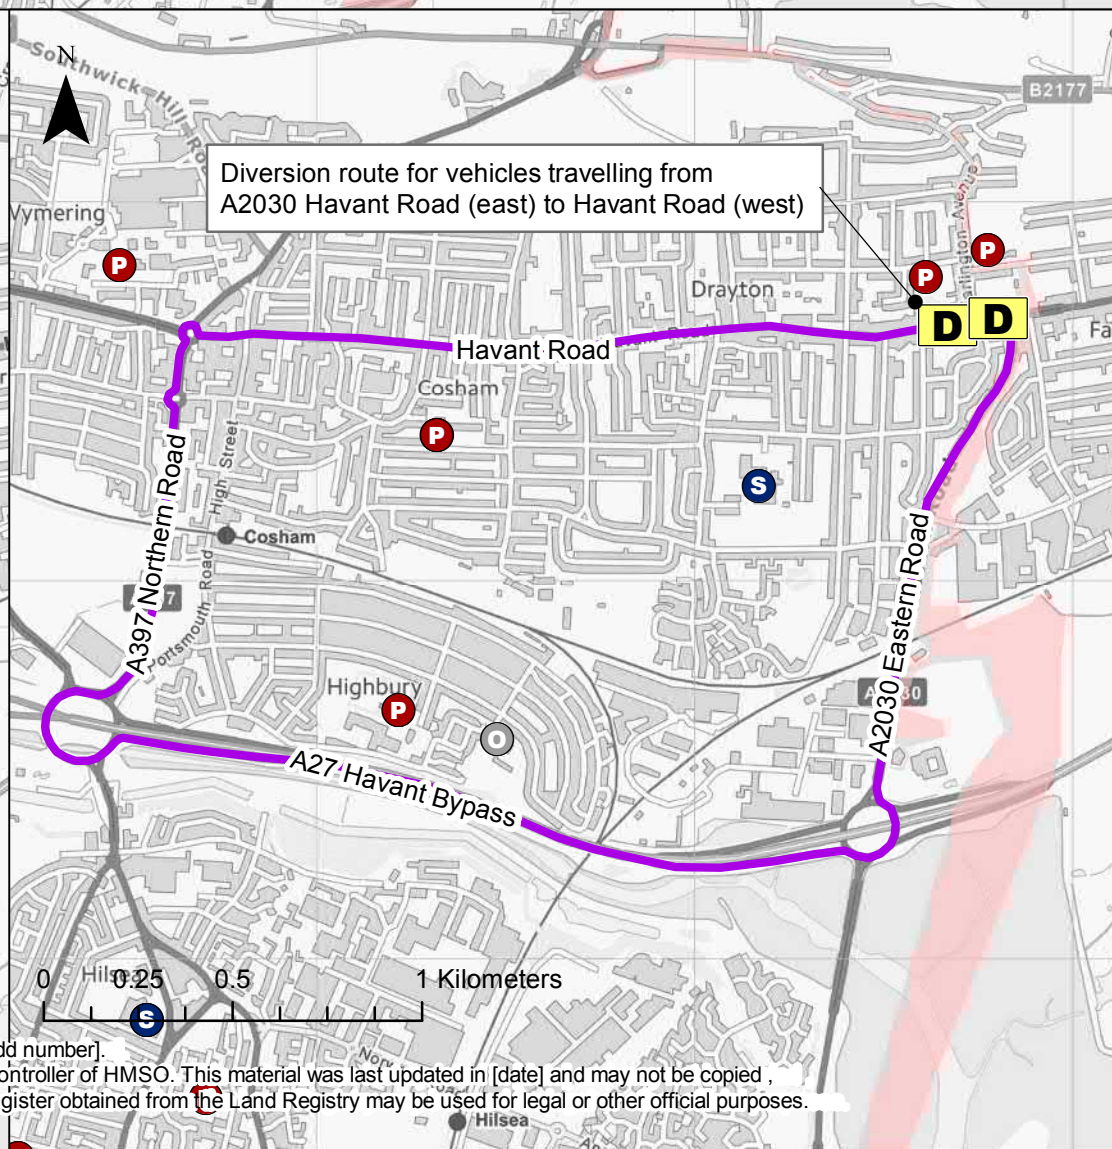 N
Southwick Hill Ro
B2177
Diversion route for vehicles travelling from
A2030 Havant Road (east) to Havant Road (west)
Wymering
P
P
P
Drayton
D
D
Fa
Havant Road
Cosham
P
S
High Street
A397 Northern Road
Cosham
Portsmouth Road
A2030 Eastern Road
Highbury
P
O
A27 Havant Bypass
Hilsea
0 0.25 0.5 1 Kilometers
S
dd number].
ontroller of HMSO. This material was last updated in [date] and may not be copied ,
gister obtained from the Land Registry may be used for legal or other official purposes.
Hilsea